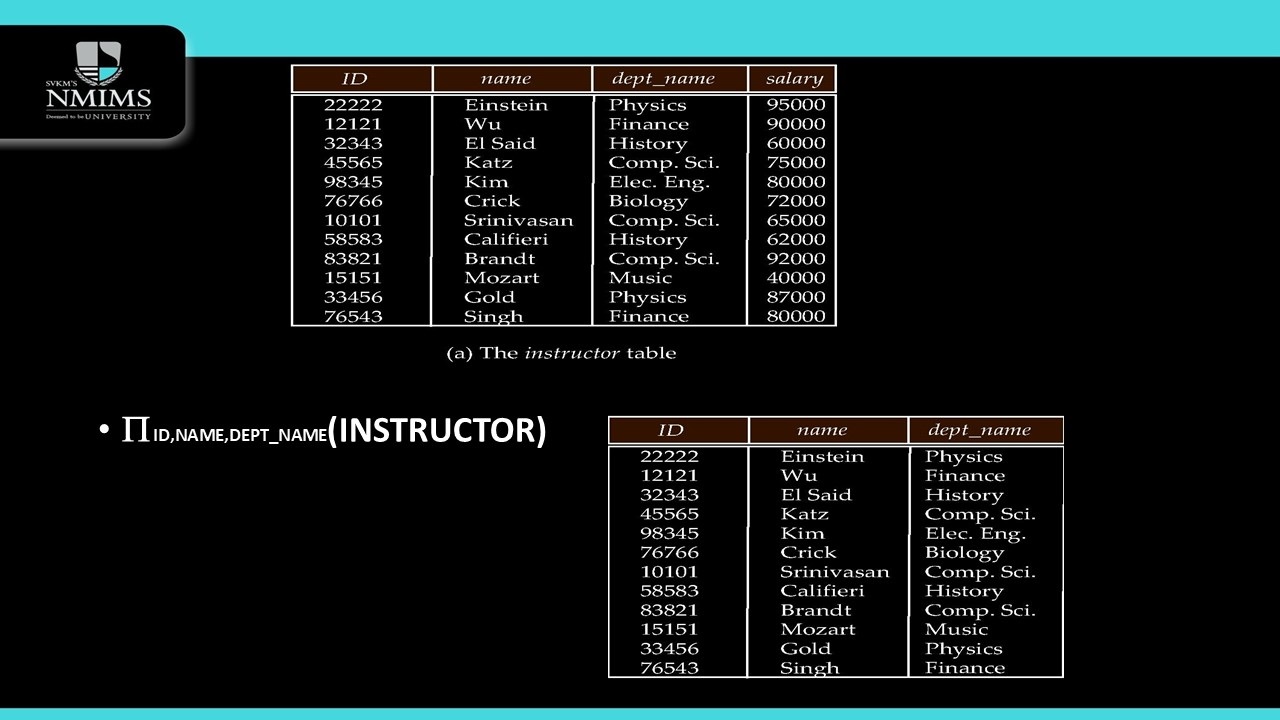 SVKM'S
NMIMS
Deemed to be UNIVERSITY
ID name dept_name salary
22222 Einstein Physics 95000
12121 Wu Finance 90000
32343 El Said History 60000
45565 Katz Comp. Sci. 75000
98345 Kim Elec. Eng. 80000
76766 Crick Biology 72000
10101 Srinivasan Comp. Sci. 65000
58583 Califieri History 62000
83821 Brandt Comp. Sci. 92000
15151 Mozart Music 40000
33456 Gold Physics 87000
76543 Singh Finance 80000
(a) The instructor table
• ∏ID,NAME,DEPT_NAME(INSTRUCTOR)
ID name dept_name
22222 Einstein Physics
12121 Wu Finance
32343 El Said History
45565 Katz Comp. Sci.
98345 Kim Elec. Eng.
76766 Crick Biology
10101 Srinivasan Comp. Sci.
58583 Califieri History
83821 Brandt Comp. Sci.
15151 Mozart Music
33456 Gold Physics
76543 Singh Finance